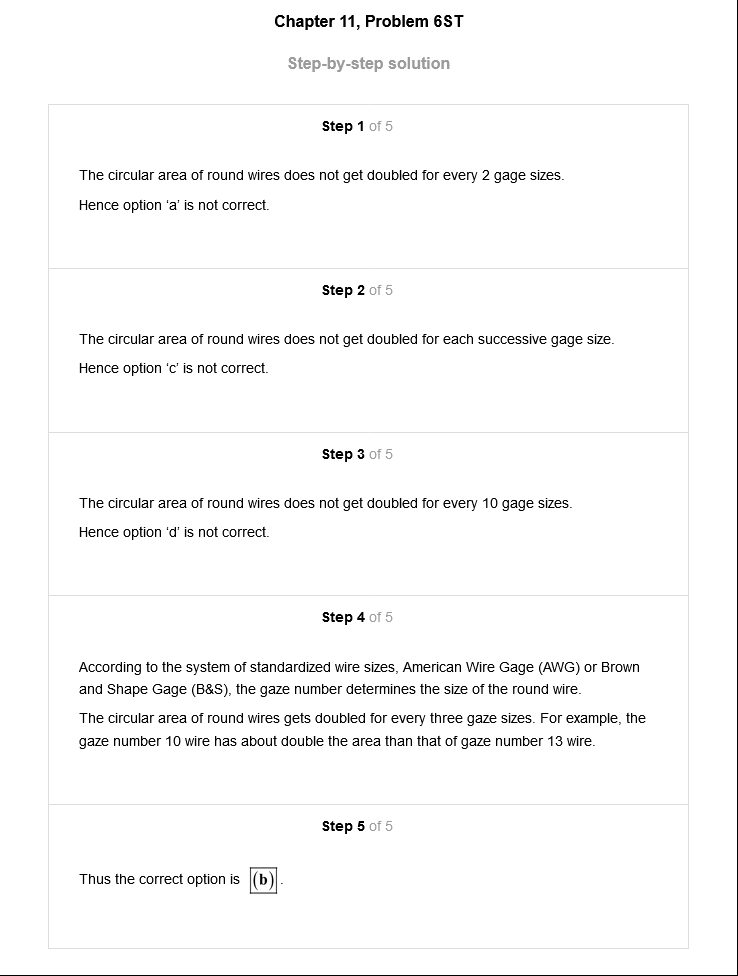 Chapter 11, Problem 6ST
Step-by-step solution
Step 1 of 5
The circular area of round wires does not get doubled for every 2 gage sizes.
Hence option ‘a’ is not correct.
Step 2 of 5
The circular area of round wires does not get doubled for each successive gage size.
Hence option ‘c’ is not correct.
Step 3 of 5
The circular area of round wires does not get doubled for every 10 gage sizes.
Hence option ‘d’ is not correct.
Step 4 of 5
According to the system of standardized wire sizes, American Wire Gage (AWG) or Brown
and Shape Gage (B&S), the gaze number determines the size of the round wire.
The circular area of round wires gets doubled for every three gaze sizes. For example, the
gaze number 10 wire has about double the area than that of gaze number 13 wire.
Step 5 of 5
Thus the correct option is (b).